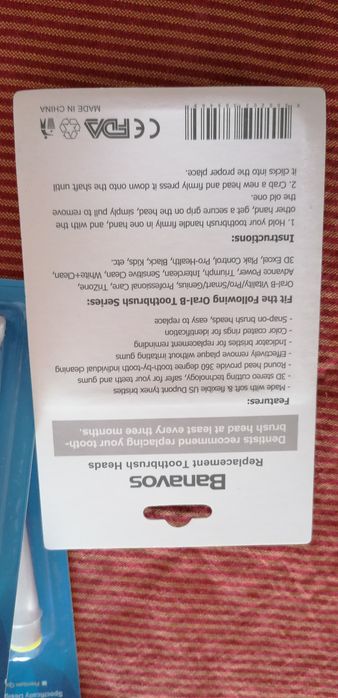 Banavos
Replacement Toothbrush Heads
Dentists recommend replacing your tooth-
brush head at least every three months.
Features:
- Made with soft & flexible US Dupont tynex bristles
- 3D stereo cutting technology, safer for your teeth and gums
- Round head provide 360 degree tooth-by-tooth individual cleaning
- Effectively remove plaque without irritating gums
- Indicator bristles for replacement reminding
- Color coated rings for identification
- Snap-on brush heads, easy to replace
Fit the Following Oral-B Toothbrush Series:
Oral-B Vitality/Pro/Smart/Genius, Professional Care, TriZone,
Advance Power, Triumph, Interclean, Sensitive Clean, White+Clean,
3D Excel, Plak Control, Pro-Health, Black, Kids, etc.
Instructions:
1. Hold your toothbrush handle firmly in one hand, and with the
other hand, get a secure grip on the head, simply pull to remove
the old one.
2. Crab a new head and firmly press it down onto the shaft until
it clicks into the proper place.
CE FDA
MADE IN CHINA
Specifically Desig
Premium